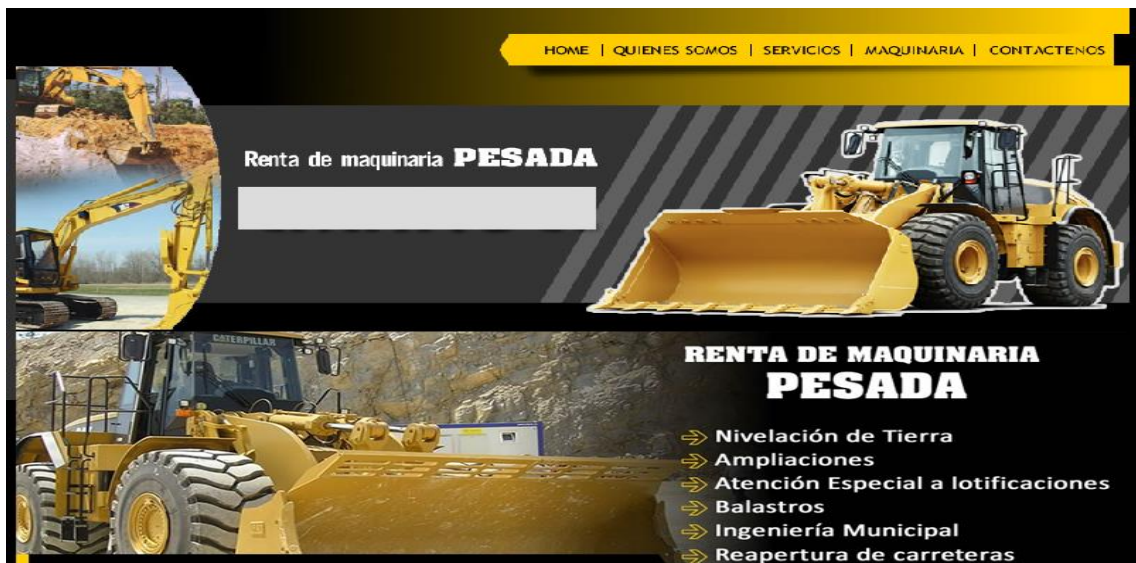 HOME | QUIENES SOMOS | SERVICIOS | MAQUINARIA | CONTACTENOS
Renta de maquinaria PESADA
CATERPILLAR
RENTA DE MAQUINARIA
PESADA
Nivelación de Tierra
Ampliaciones
Atención Especial a lotificaciones
Balastros
Ingeniería Municipal
Reapertura de carreteras